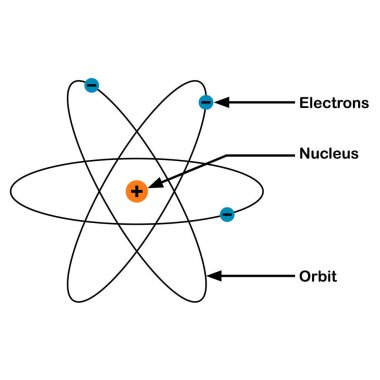 −
− Electrons
Nucleus
+
−
Orbit